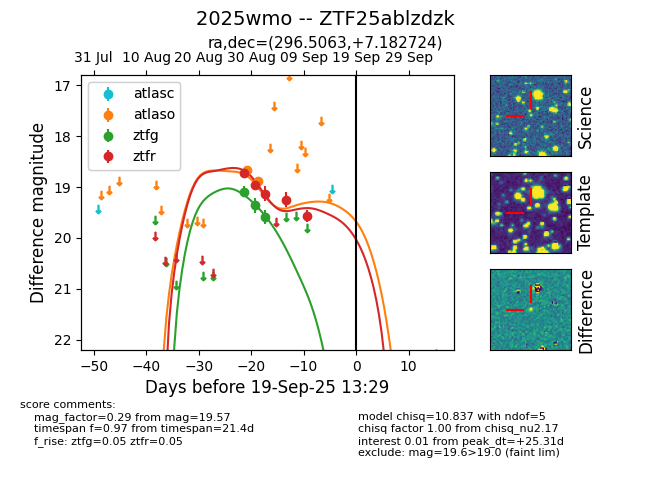 2025wmo -- ZTF25ablzdzk
ra,dec=(296.5063,+7.182724)
31 Jul 10 Aug 20 Aug 30 Aug 09 Sep 19 Sep 29 Sep
17
18
19
20
21
22
Difference magnitude
atlasc
atlaso
ztfg
ztfr
−50 −40 −30 −20 −10 0 10
Days before 19-Sep-25 13:29
Science
Template
Difference
score comments:
mag_factor=0.29 from mag=19.57
timespan f=0.97 from timespan=21.4d
f_rise: ztfg=0.05 ztfr=0.05
model chisq=10.837 with ndof=5
chisq factor 1.00 from chisq_nu2.17
interest 0.01 from peak_dt=+25.31d
exclude: mag=19.6>19.0 (faint lim)